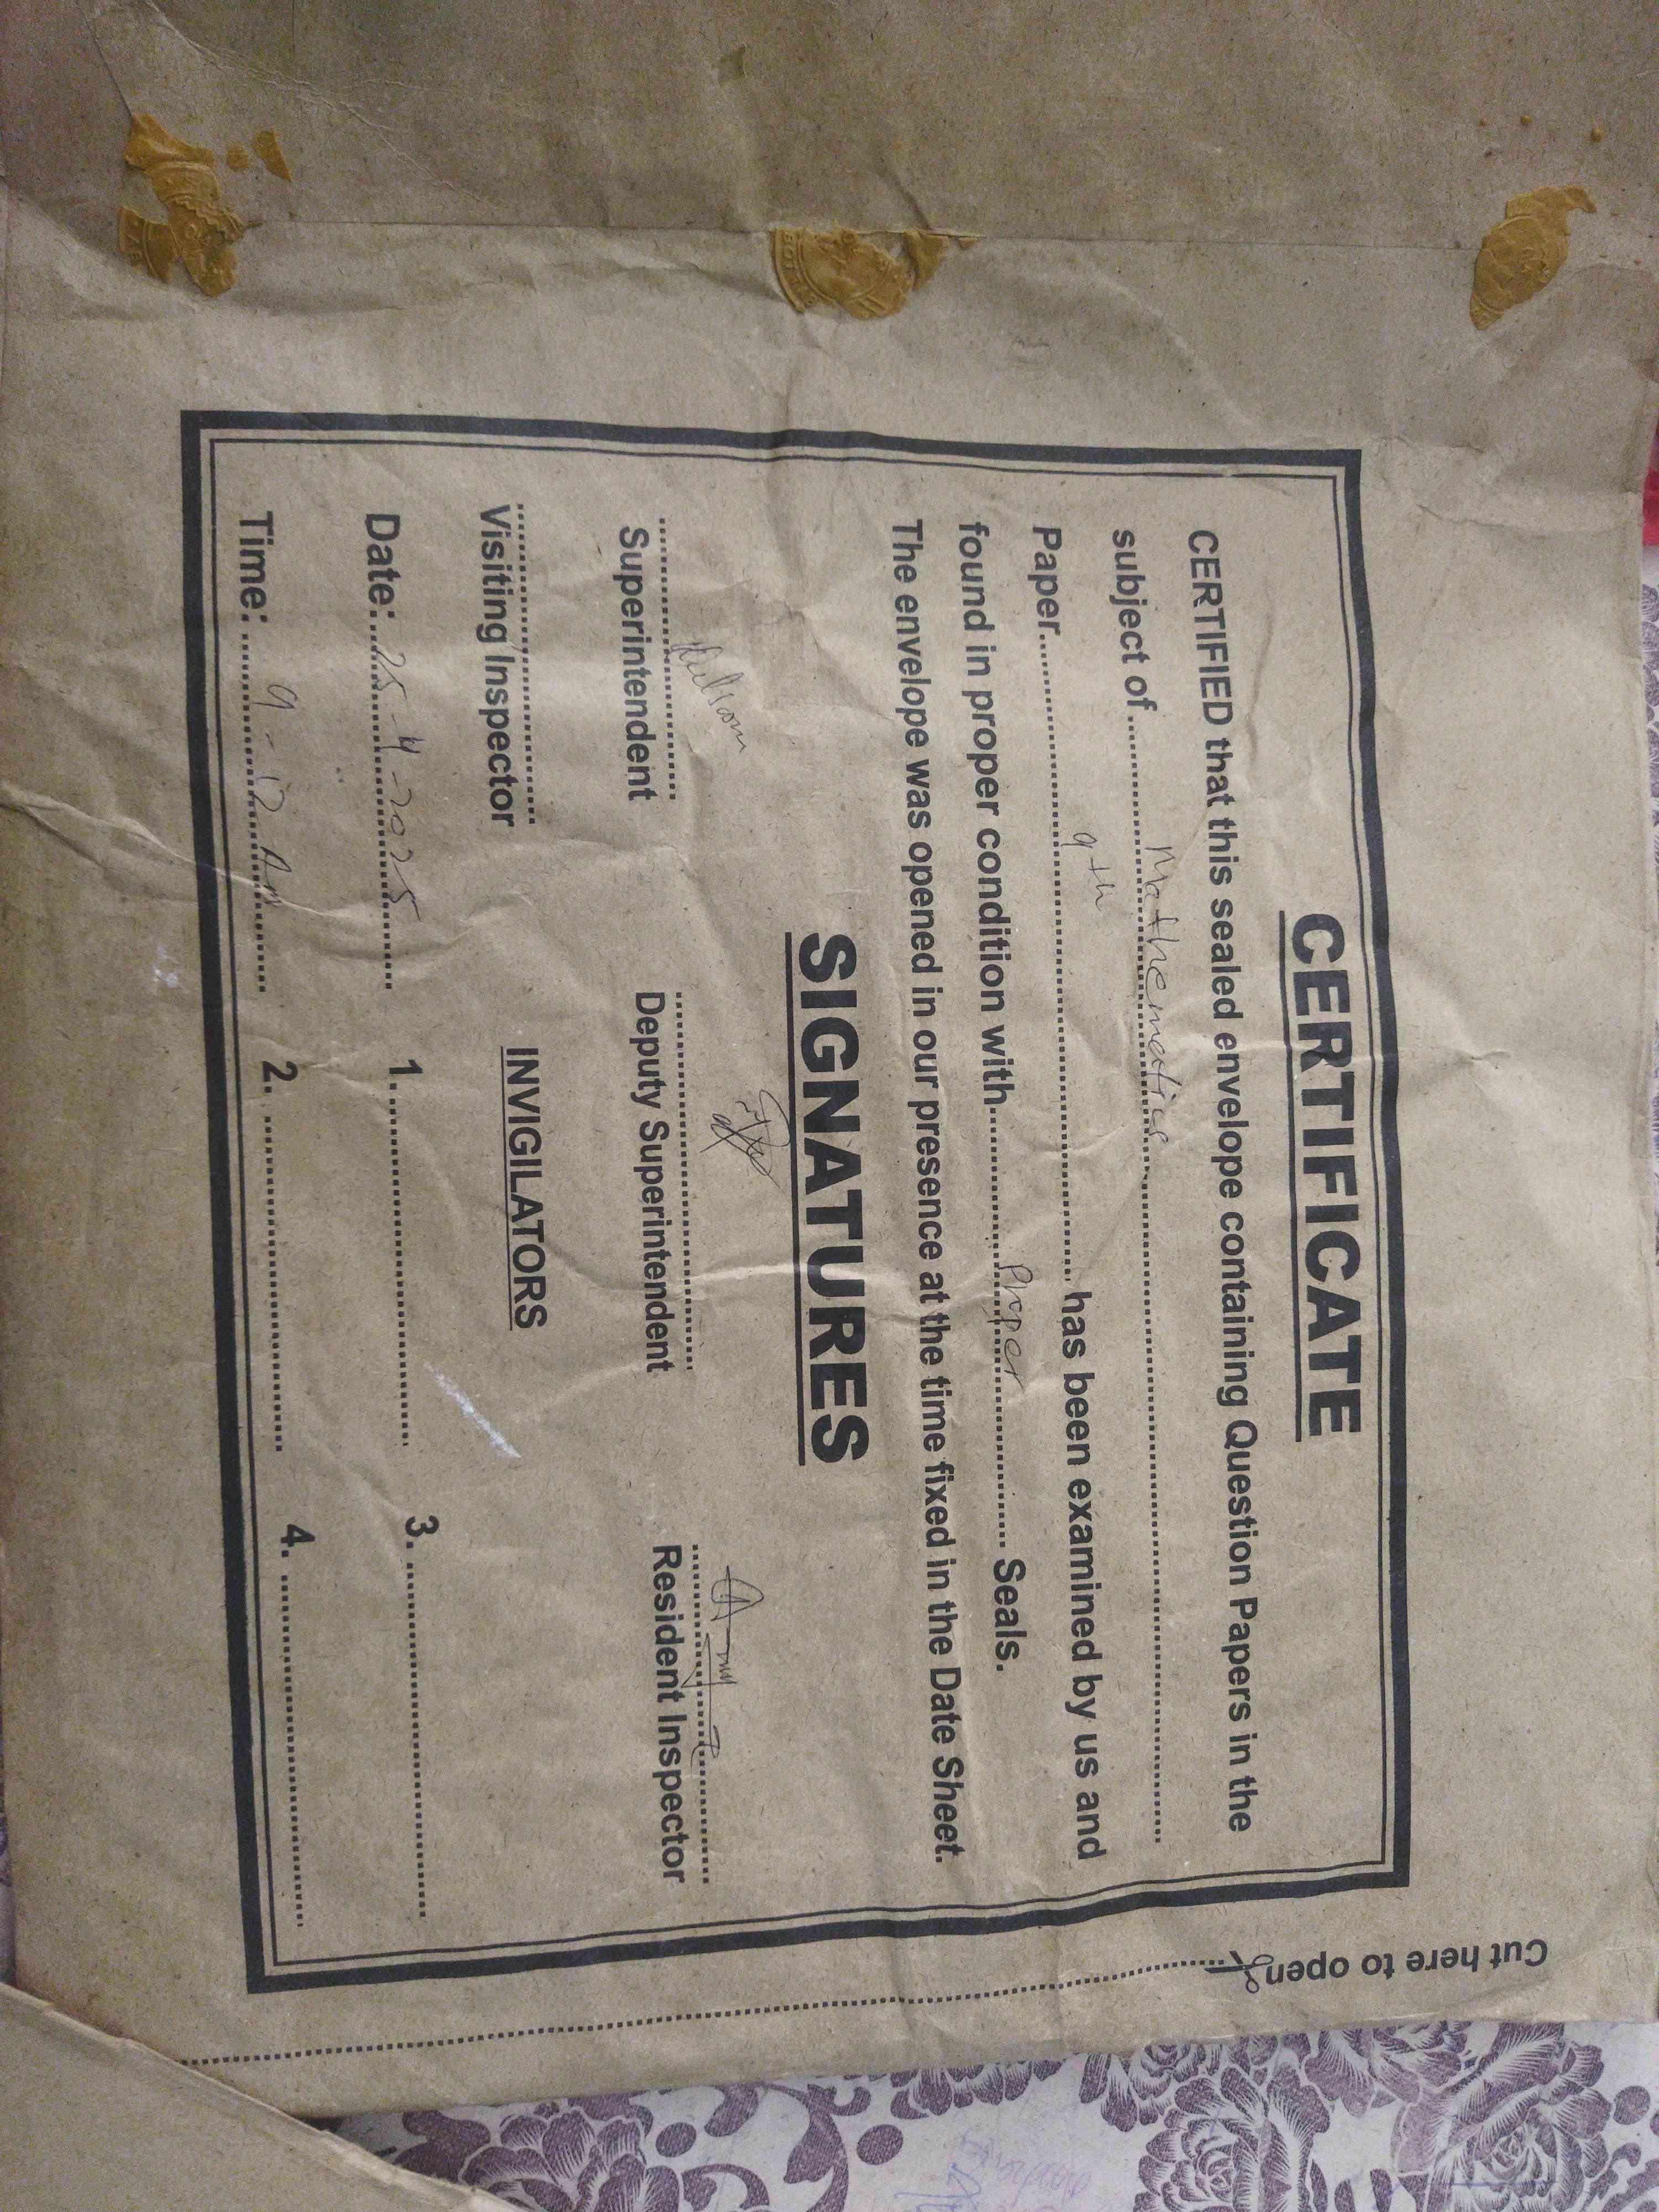 CERTIFICATE
CERTIFIED that this sealed envelope containing Question Papers in the
subject of Mathematics
Paper 9th has been examined by us and
found in proper condition with Proper Seals.
The envelope was opened in our presence at the time fixed in the Date Sheet.
SIGNATURES
Superintendent Deputy Superintendent Resident Inspector
Visiting Inspector INVIGILATORS
Date: 25-4-2025 1. 3.
Time: 9-12 Am 2. 4.
Cut here to open